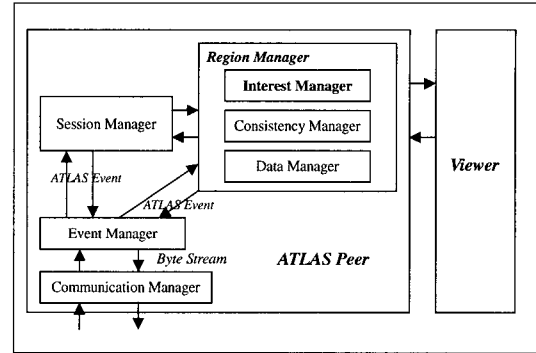 Region Manager
Interest Manager
Session Manager
Consistency Manager
Data Manager
Viewer
ATLAS Event
ATLAS Event
Event Manager
Byte Stream
ATLAS Peer
Communication Manager